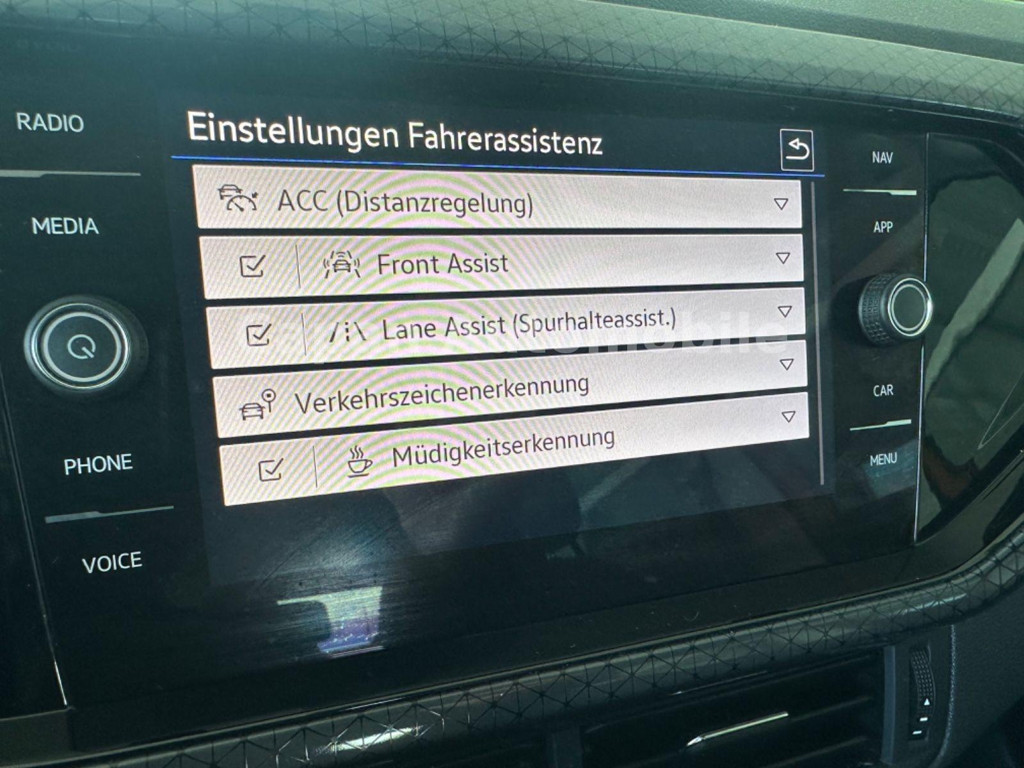 RADIO
MEDIA
PHONE
VOICE
Einstellungen Fahrerassistenz
ACC (Distanzregelung)
Front Assist
Lane Assist (Spurhalteassist.)
Verkehrszeichenerkennung
Müdigkeitserkennung
NAV
APP
CAR
MENU